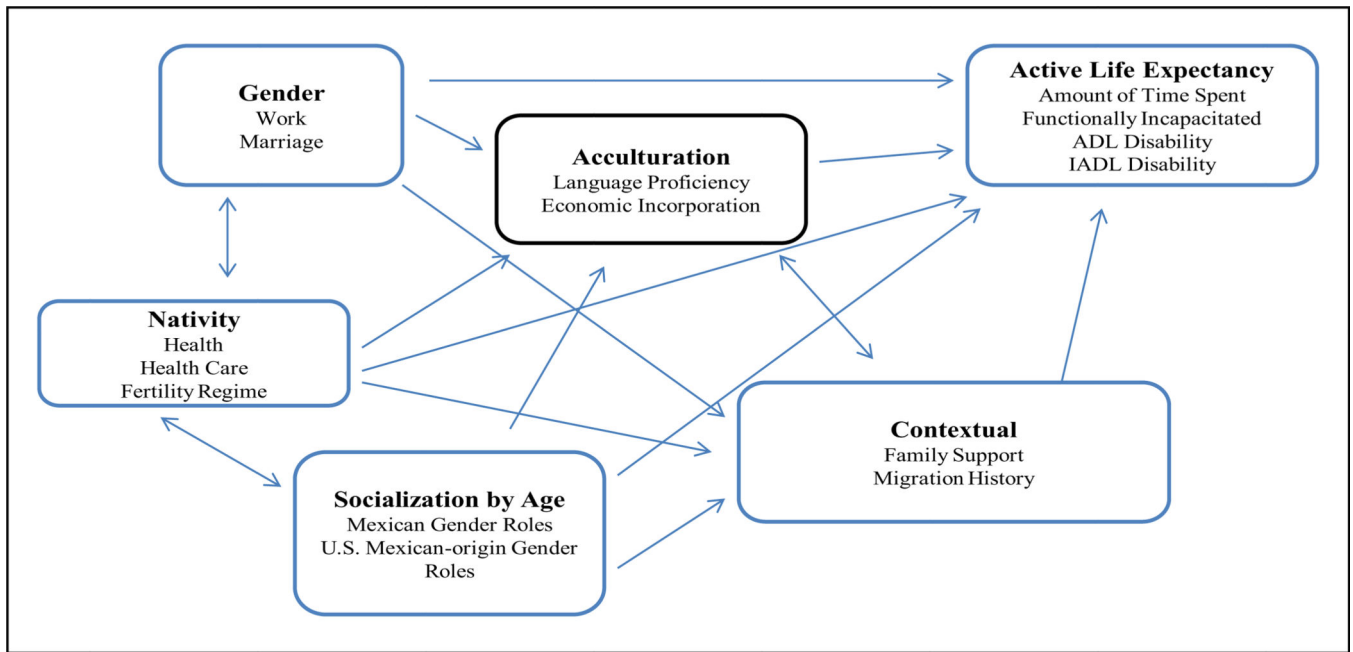 Gender
Work
Marriage
Active Life Expectancy
Amount of Time Spent
Functionally Incapacitated
ADL Disability
IADL Disability
Acculturation
Language Proficiency
Economic Incorporation
Nativity
Health
Health Care
Fertility Regime
Contextual
Family Support
Migration History
Socialization by Age
Mexican Gender Roles
U.S. Mexican-origin Gender
Roles